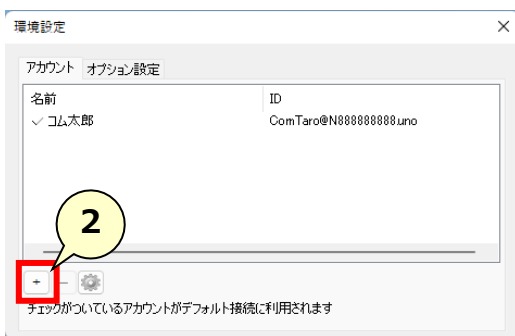 環境設定
アカウント オプション設定
名前 ID
コム太郎 ComTaro@N888888888.uno
2
+ -
チェックがついているアカウントがデフォルト接続に利用されます